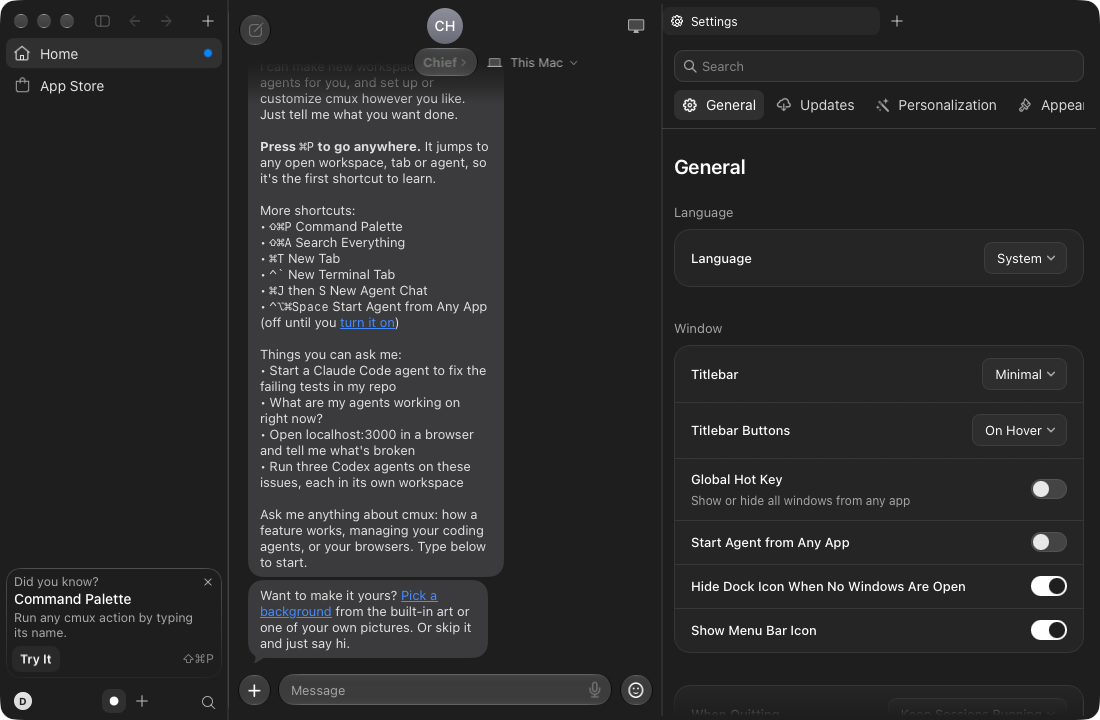 Home
App Store
Did you know?
Command Palette
Run any cmux action by typing
its name.
Try It
⇧⌘P
D
CH
Chief
This Mac
I can make new workspac
agents for you, and set up or
customize cmux however you like.
Just tell me what you want done.
Press ⌘P to go anywhere. It jumps to
any open workspace, tab or agent, so
it's the first shortcut to learn.
More shortcuts:
• ⇧⌘P Command Palette
• ⇧⌘A Search Everything
• ⌘T New Tab
• ^` New Terminal Tab
• ⌘J then S New Agent Chat
• ^⌥⌘Space Start Agent from Any App
(off until you turn it on)
Things you can ask me:
• Start a Claude Code agent to fix the
failing tests in my repo
• What are my agents working on
right now?
• Open localhost:3000 in a browser
and tell me what's broken
• Run three Codex agents on these
issues, each in its own workspace
Ask me anything about cmux: how a
feature works, managing your coding
agents, or your browsers. Type below
to start.
Want to make it yours? Pick a
background from the built-in art or
one of your own pictures. Or skip it
and just say hi.
Message
Settings
Search
General
Updates
Personalization
Appear
General
Language
Language
System
Window
Titlebar
Minimal
Titlebar Buttons
On Hover
Global Hot Key
Show or hide all windows from any app
Start Agent from Any App
Hide Dock Icon When No Windows Are Open
Show Menu Bar Icon
When Quitting
Keep Sessions Running